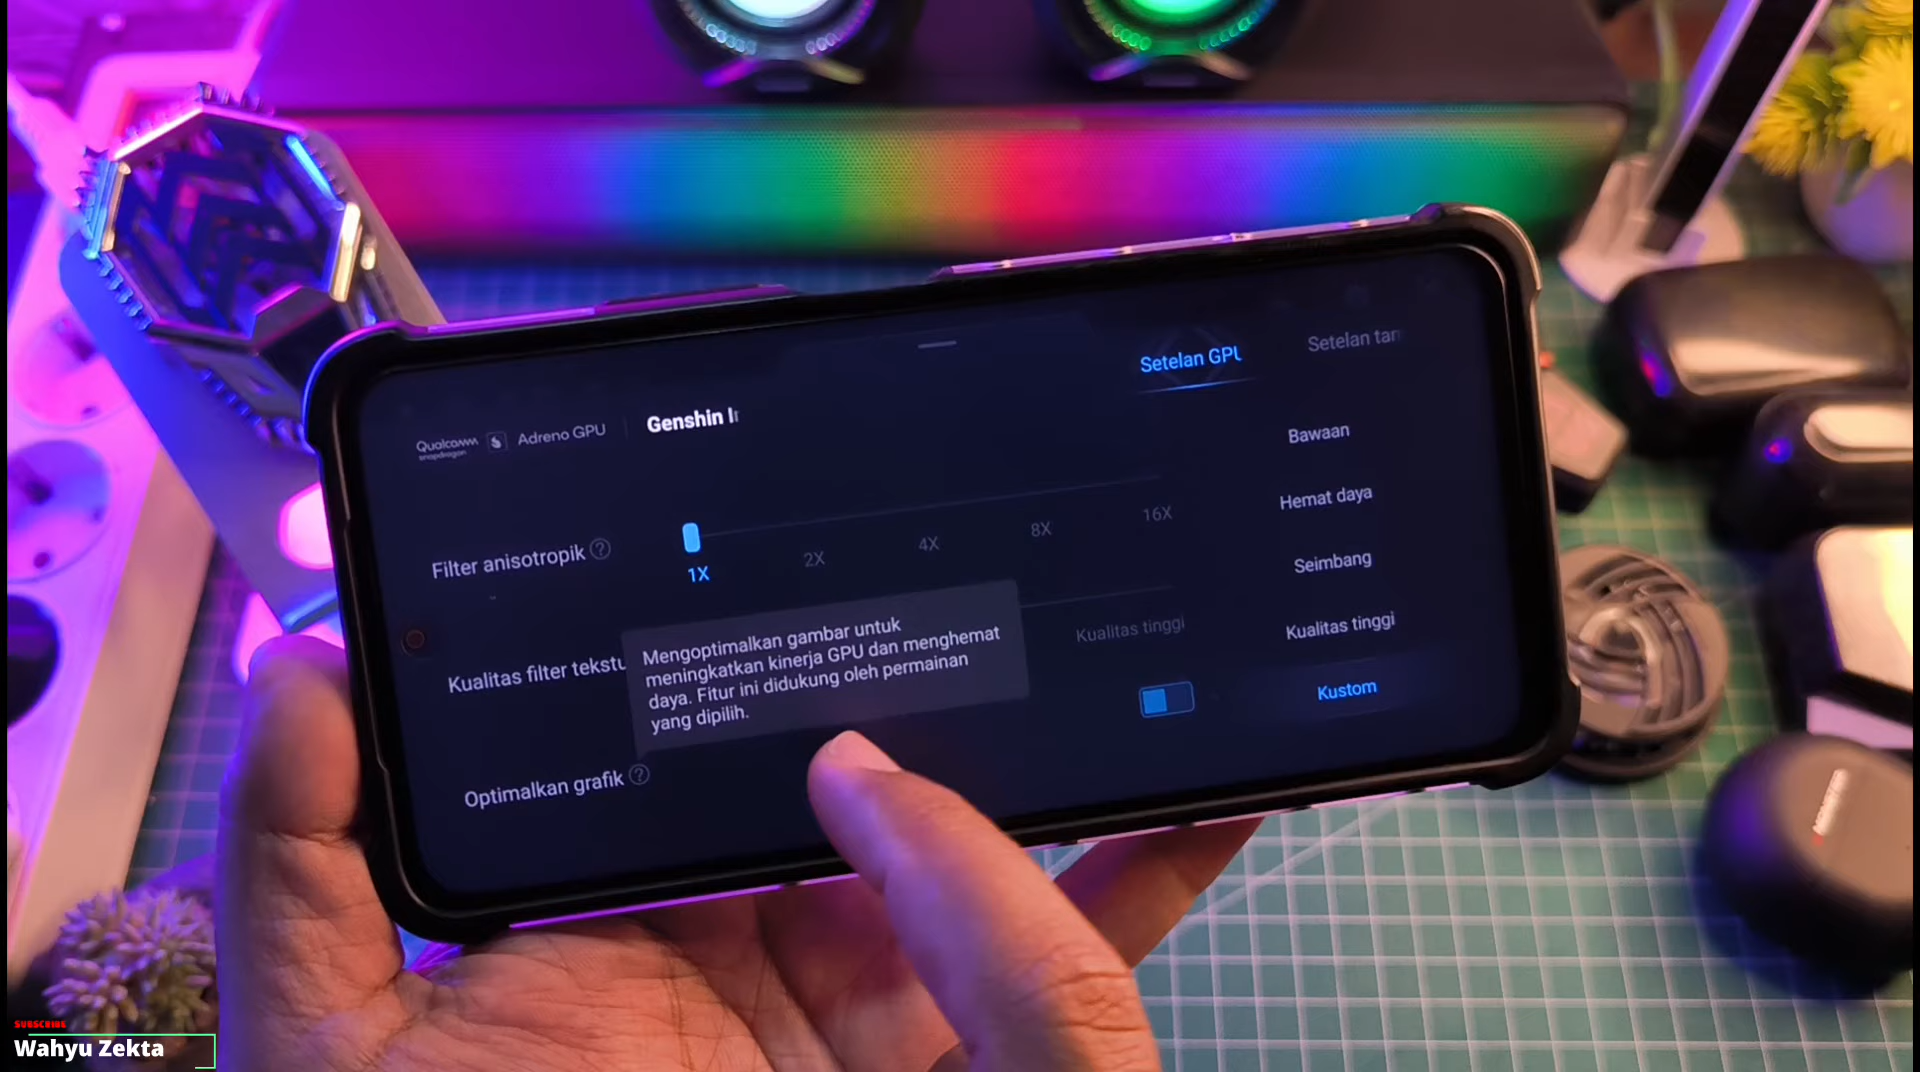 Setelan GPU
Setelan tam
Qualcomm
snapdragon
Adreno GPU
Genshin I
Bawaan
Hemat daya
Seimbang
Kualitas tinggi
Kustom
Filter anisotropik ?
1X
2X
4X
8X
16X
Kualitas filter tekstu
Kualitas tinggi
Mengoptimalkan gambar untuk
meningkatkan kinerja GPU dan menghemat
daya. Fitur ini didukung oleh permainan
yang dipilih.
Optimalkan grafik ?
SUBSCRIBE
Wahyu Zekta